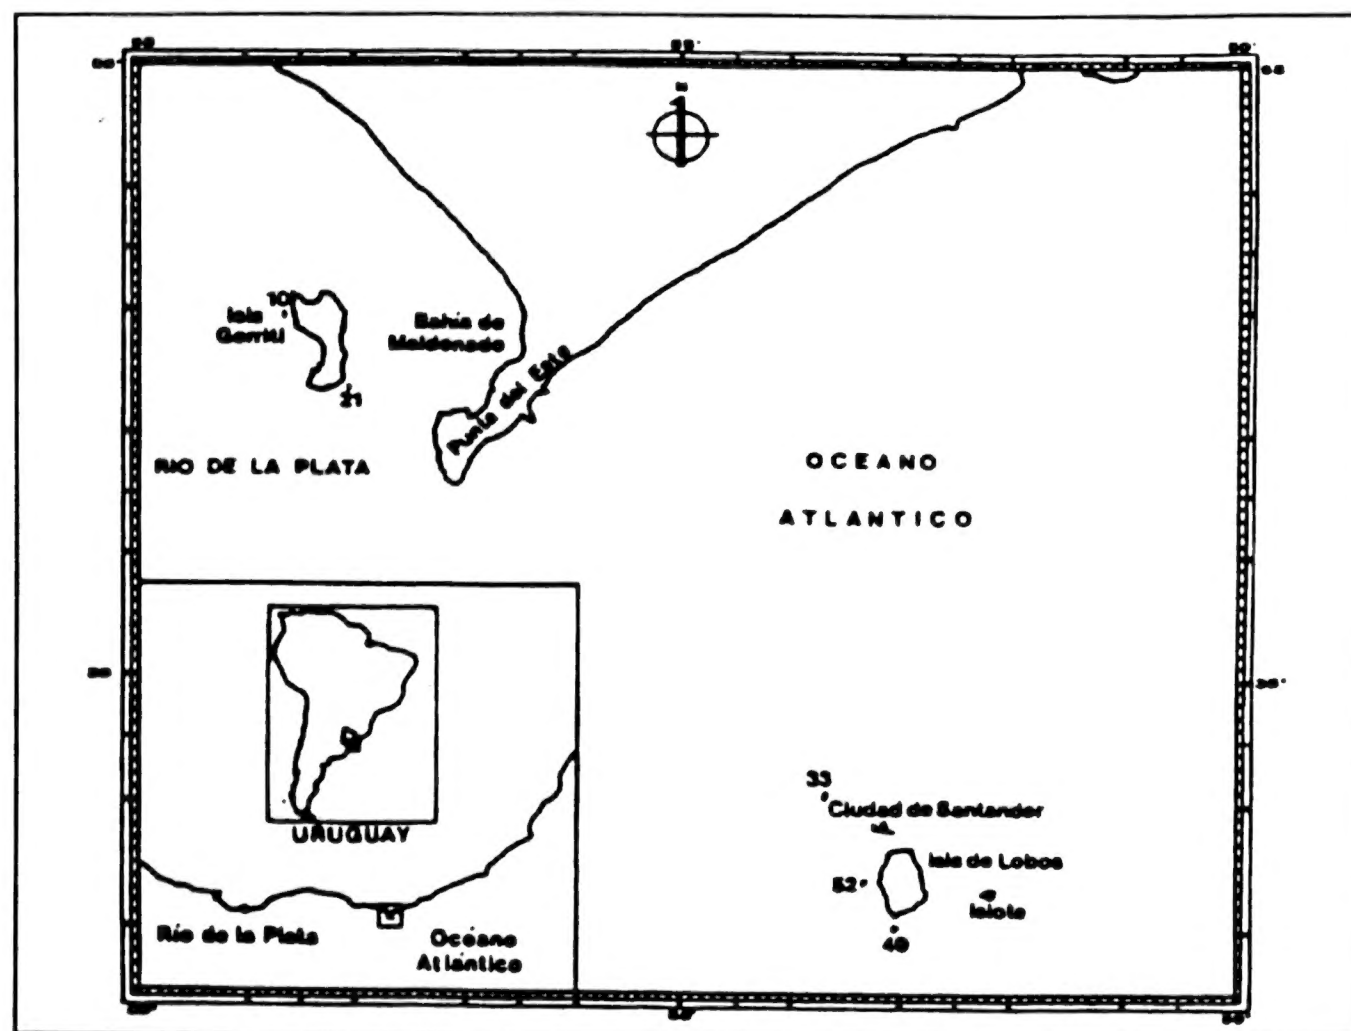 N
10
Isla
Gorriti
Bahía de
Maldonado
Punta del Este
21
RIO DE LA PLATA
OCEANO
ATLANTICO
URUGUAY
Río de la Plata
Océano
Atlántico
33
Ciudad de Santander
Isla de Lobos
52
Islote
49